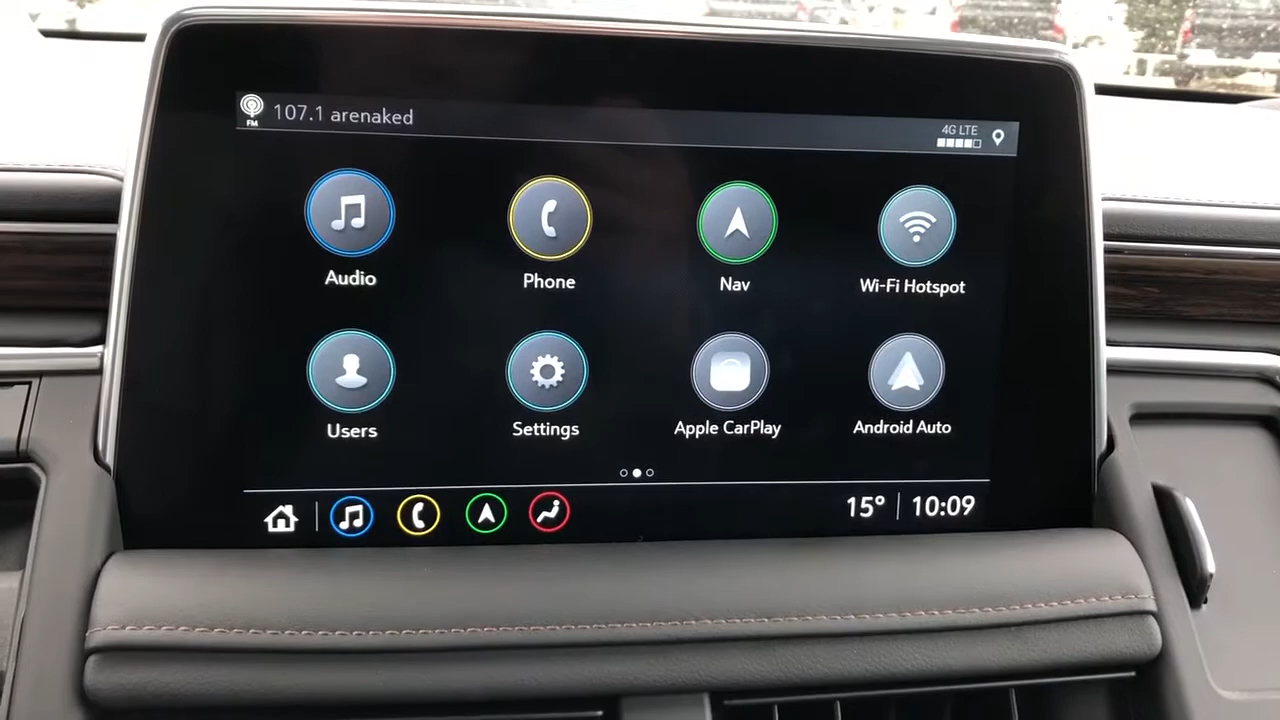 107.1 arenaked
FM
4G LTE
Audio
Phone
Nav
Wi-Fi Hotspot
Users
Settings
Apple CarPlay
Android Auto
15° 10:09